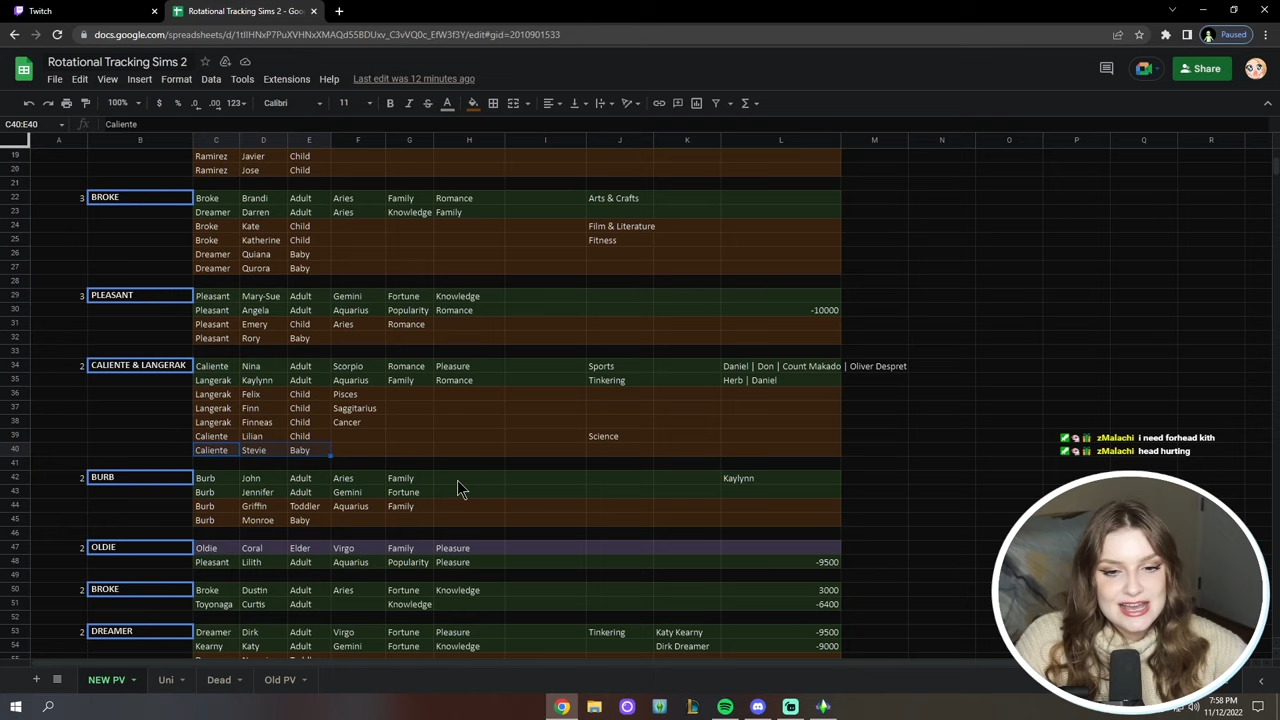 Twitch
Rotational Tracking Sims 2 - Goo
Paused
docs.google.com/spreadsheets/d/
/edit#gid=2010901533
Rotational Tracking Sims 2
File Edit View Insert Format Data Tools Extensions Help Last edit was 12 minutes ago
Share
100% $ % .0 .00 123 Calibri 11
C40:E40 fx Caliente
A B C D E F G H I J K L M N O P Q R
19 Ramirez Javier Child
20 Ramirez Jose Child
21
22 3 BROKE Broke Brandi Adult Aries Family Romance Arts & Crafts
23 Dreamer Darren Adult Aries Knowledge Family
24 Broke Kate Child Film & Literature
25 Broke Katherine Child Fitness
26 Dreamer Quiana Baby
27 Dreamer Qurora Baby
28
29 3 PLEASANT Pleasant Mary-Sue Adult Gemini Fortune Knowledge
30 Pleasant Angela Adult Aquarius Popularity Romance -10000
31 Pleasant Emery Child Aries Romance
32 Pleasant Rory Baby
33
34 2 CALIENTE & LANGERAK Caliente Nina Adult Scorpio Romance Pleasure Sports Daniel | Don | Count Makado | Oliver Despret
35 Langerak Kaylynn Adult Aquarius Family Romance Tinkering Herb | Daniel
36 Langerak Felix Child Pisces
37 Langerak Finn Child Saggitarius
38 Langerak Finneas Child Cancer
39 Caliente Lilian Child Science
40 Caliente Stevie Baby
41
42 2 BURB Burb John Adult Aries Family Kaylynn
43 Burb Jennifer Adult Gemini Fortune
44 Burb Griffin Toddler Aquarius Family
45 Burb Monroe Baby
46
47 2 OLDIE Oldie Coral Elder Virgo Family Pleasure
48 Pleasant Lilith Adult Aquarius Popularity Pleasure -9500
49
50 2 BROKE Broke Dustin Adult Aries Fortune Knowledge 3000
51 Toyonaga Curtis Adult Knowledge -6400
52
53 2 DREAMER Dreamer Dirk Adult Virgo Fortune Pleasure Tinkering Katy Kearny -9500
54 Kearny Katy Adult Gemini Fortune Knowledge Dirk Dreamer -9000
zMalachi i need forhead kith
zMalachi head hurting
NEW PV Uni Dead Old PV
7:58 PM
11/12/2022